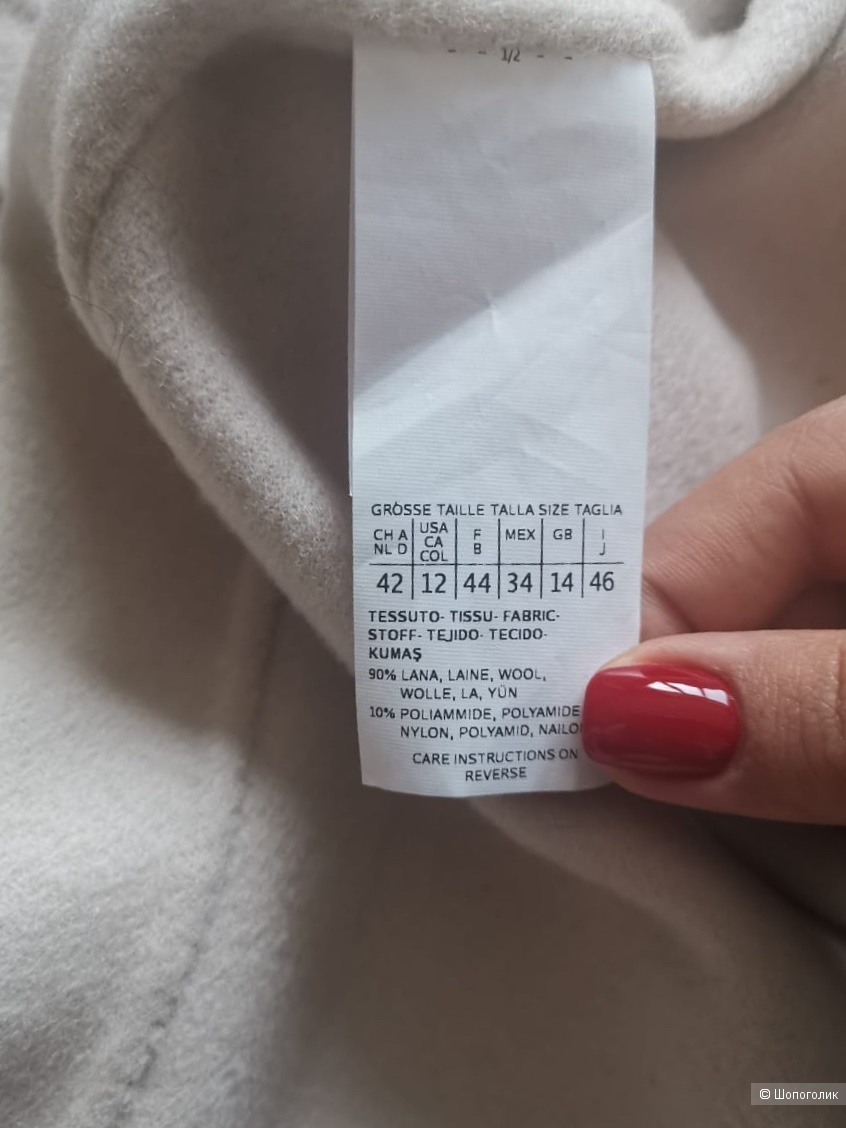 - - 1/2 - -
GRÖSSE TAILLE TALLA SIZE TAGLIA
CH A NL D USA CA COL F B MEX GB I J
42 12 44 34 14 46
TESSUTO- TISSU- FABRIC-
STOFF- TEJIDO- TECIDO-
KUMAŞ
90% LANA, LAINE, WOOL,
WOLLE, LA, YÜN
10% POLIAMMIDE, POLYAMIDE
NYLON, POLYAMID, NAILO
CARE INSTRUCTIONS ON
REVERSE
© Шопоголик